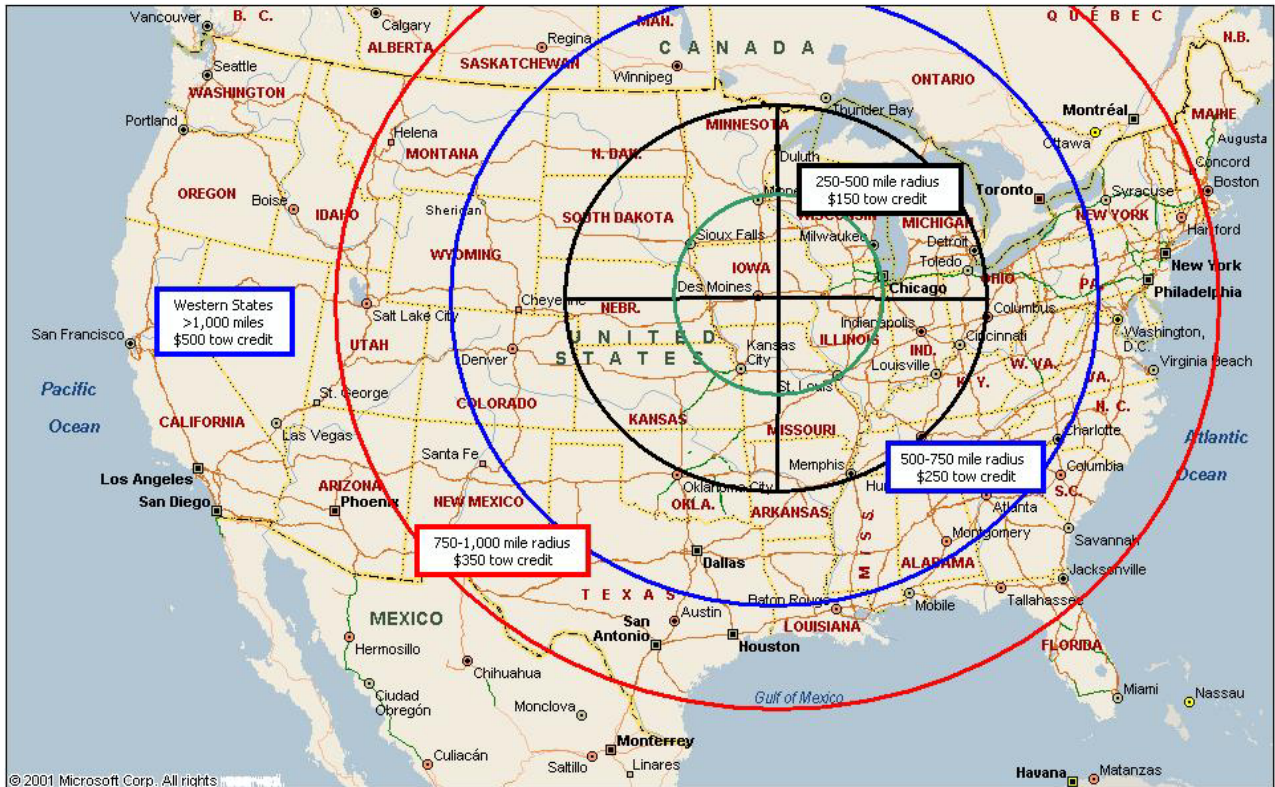 Vancouver
B. C.
Calgary
ALBERTA
Regina
SASKATCHEWAN
MAN.
Winnipeg
CANADA
ONTARIO
QUÉBEC
N.B.
Seattle
WASHINGTON
Portland
Helena
MONTANA
N. DAK.
MINNESOTA
Thunder Bay
Duluth
Montréal
Ottawa
MAINE
Augusta
Concord
Boston
OREGON
Boise
IDAHO
Sheridan
WYOMING
SOUTH DAKOTA
Sioux Falls
250-500 mile radius
$150 tow credit
Milwaukee
MICHIGAN
Detroit
Toledo
Toronto
Syracuse
NEW YORK
Hartford
New York
Philadelphia
Western States
>1,000 miles
$500 tow credit
San Francisco
Salt Lake City
UTAH
Cheyenne
Denver
COLORADO
NEBR.
UNITED
STATES
IOWA
Des Moines
Kansas
City
KANSAS
Chicago
ILLINOIS
Indianapolis
IND.
OHIO
PA.
Columbus
Cincinnati
Louisville
K Y.
W. VA.
VA.
Washington,
D.C.
Virginia Beach
St. Louis
MISSOURI
Pacific
Ocean
CALIFORNIA
St. George
Las Vegas
Los Angeles
San Diego
ARIZONA
Phoenix
Santa Fe
NEW MEXICO
Oklahoma City
OKLA.
ARKANSAS
Memphis
500-750 mile radius
$250 tow credit
N. C.
Charlotte
Columbia
S.C.
Atlantic
Ocean
Atlanta
750-1,000 mile radius
$350 tow credit
Dallas
MISS
Montgomery
ALABAMA
Savannah
Jacksonville
TEXAS
Austin
San
Antonio
Houston
Baton Rouge
LOUISIANA
Mobile
Tallahassee
FLORIDA
MEXICO
Hermosillo
Chihuahua
Ciudad
Obregón
Monclova
Gulf of Mexico
Miami
Nassau
Culiacán
Monterrey
Saltillo
Linares
Havana
Matanzas
© 2001 Microsoft Corp. All rights